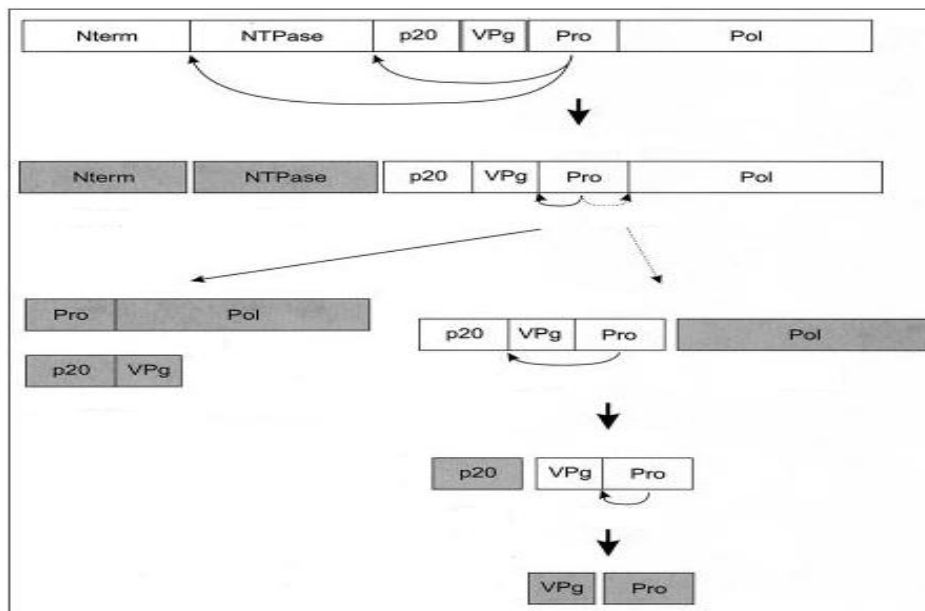 Nterm NTPase p20 VPg Pro Pol
Nterm NTPase p20 VPg Pro Pol
Pro Pol
p20 VPg Pro Pol
p20 VPg
p20 VPg Pro
VPg Pro